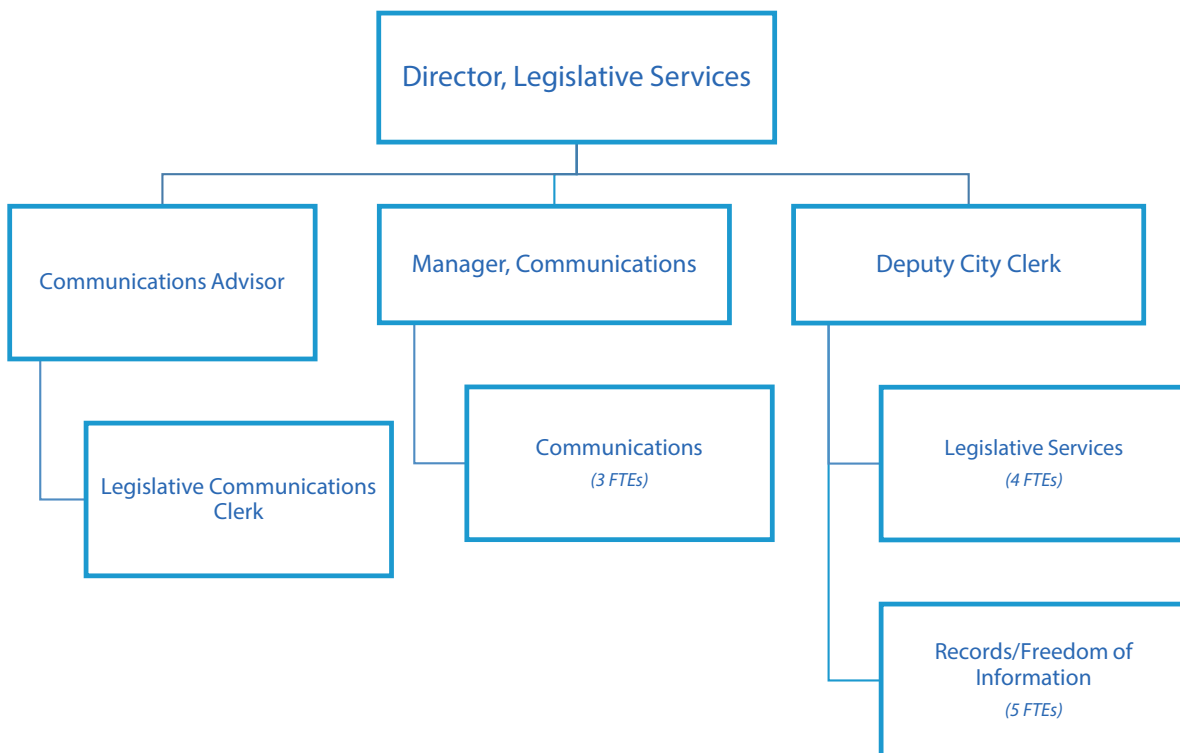 Director, Legislative Services
Communications Advisor
Manager, Communications
Deputy City Clerk
Legislative Communications
Clerk
Communications
(3 FTEs)
Legislative Services
(4 FTEs)
Records/Freedom of
Information
(5 FTEs)